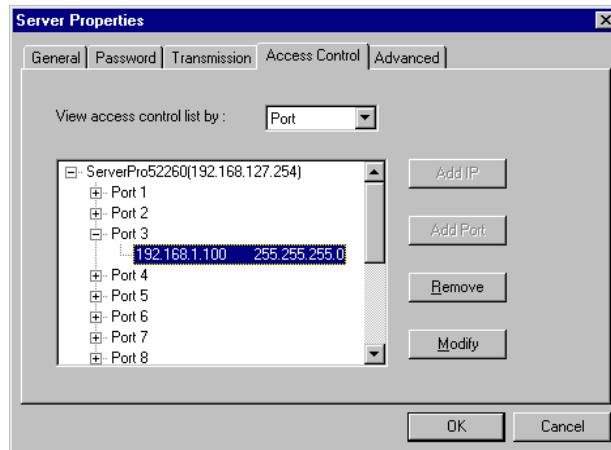 Server Properties
General Password Transmission Access Control Advanced
View access control list by : Port
ServerPro52260(192.168.127.254)
Add IP
Port 1
Port 2
Add Port
Port 3
192.168.1.100 255.255.255.0
Port 4
Remove
Port 5
Port 6
Port 7
Modify
Port 8
OK Cancel